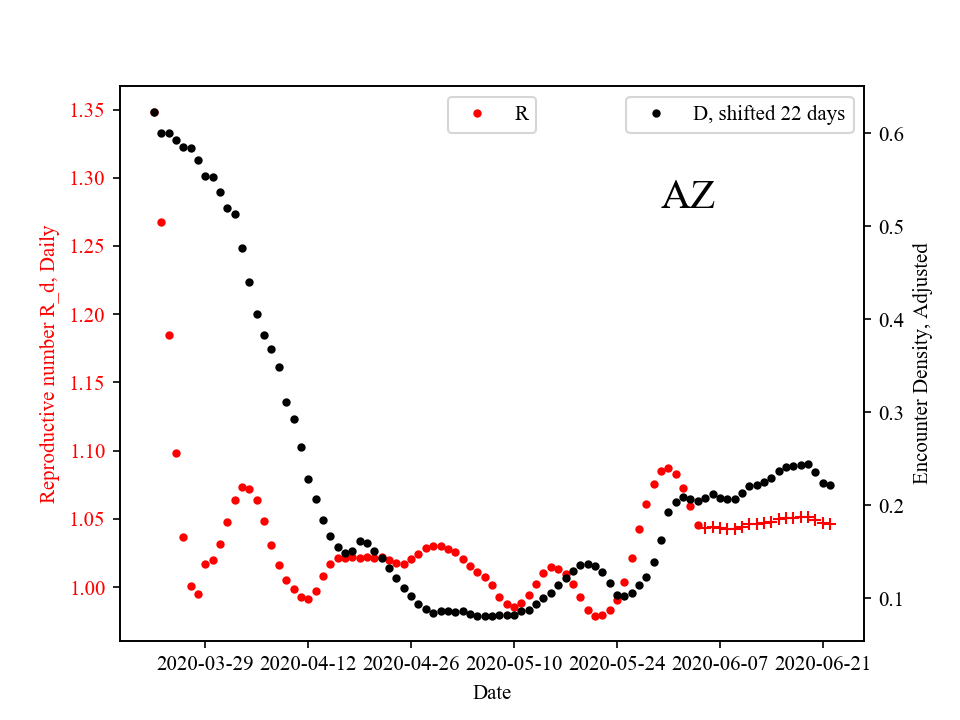 R
D, shifted 22 days
AZ
Reproductive number R_d, Daily
1.35
1.30
1.25
1.20
1.15
1.10
1.05
1.00
0.6
0.5
0.4
0.3
0.2
0.1
Encounter Density, Adjusted
2020-03-29 2020-04-12 2020-04-26 2020-05-10 2020-05-24 2020-06-07 2020-06-21
Date